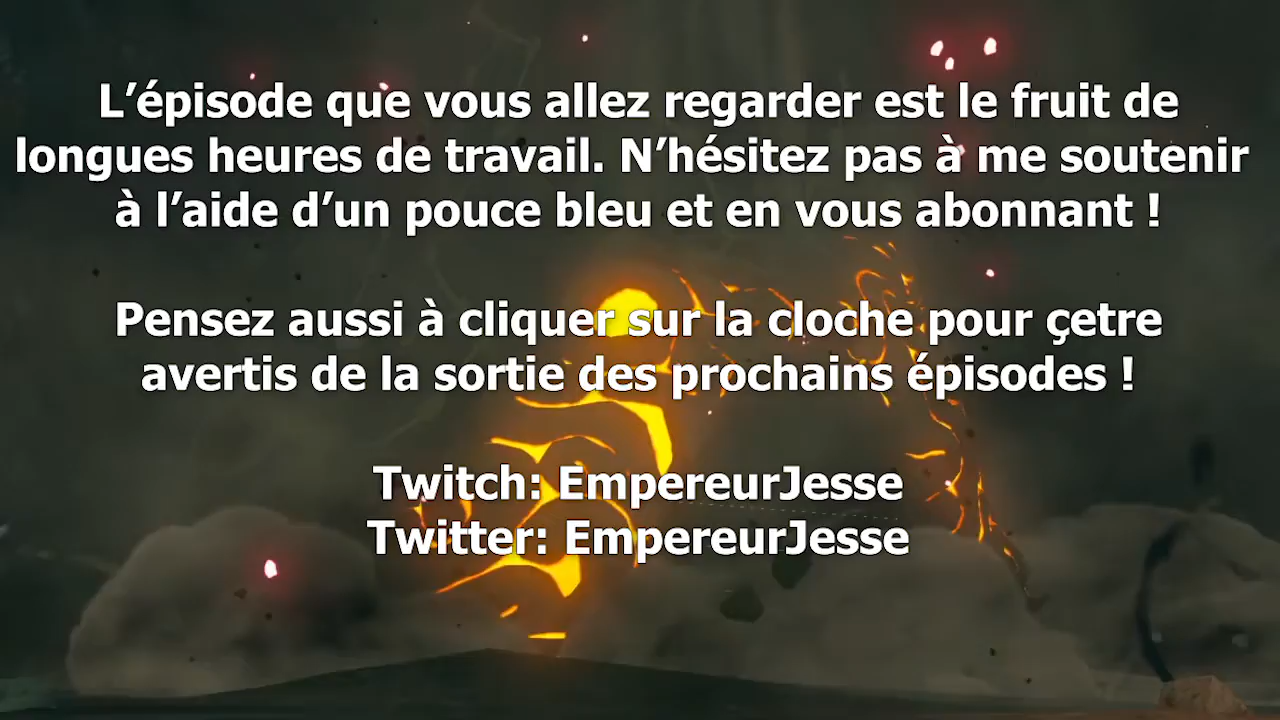 L’épisode que vous allez regarder est le fruit de
longues heures de travail. N’hésitez pas à me soutenir
à l’aide d’un pouce bleu et en vous abonnant !
Pensez aussi à cliquer sur la cloche pour çetre
avertis de la sortie des prochains épisodes !
Twitch: EmpereurJesse
Twitter: EmpereurJesse